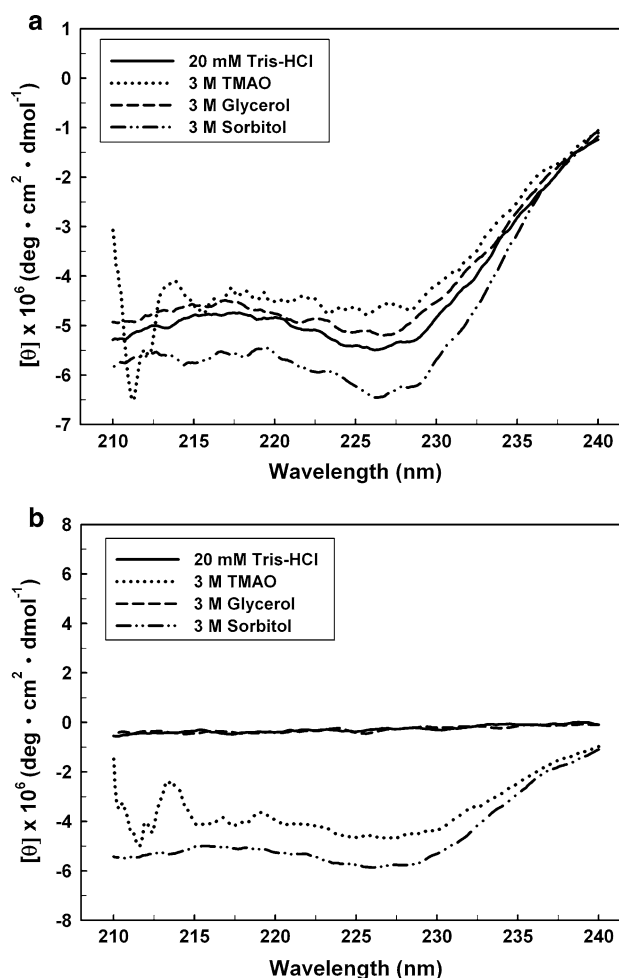 a
20 mM Tris-HCl
3 M TMAO
3 M Glycerol
3 M Sorbitol
1
0
-1
-2
-3
-4
-5
-6
-7
[θ] x 10⁶ (deg • cm² • dmol⁻¹)
210 215 220 225 230 235 240
Wavelength (nm)
b
20 mM Tris-HCl
3 M TMAO
3 M Glycerol
3 M Sorbitol
8
6
4
2
0
-2
-4
-6
-8
[θ] x 10⁶ (deg • cm² • dmol⁻¹)
210 215 220 225 230 235 240
Wavelength (nm)